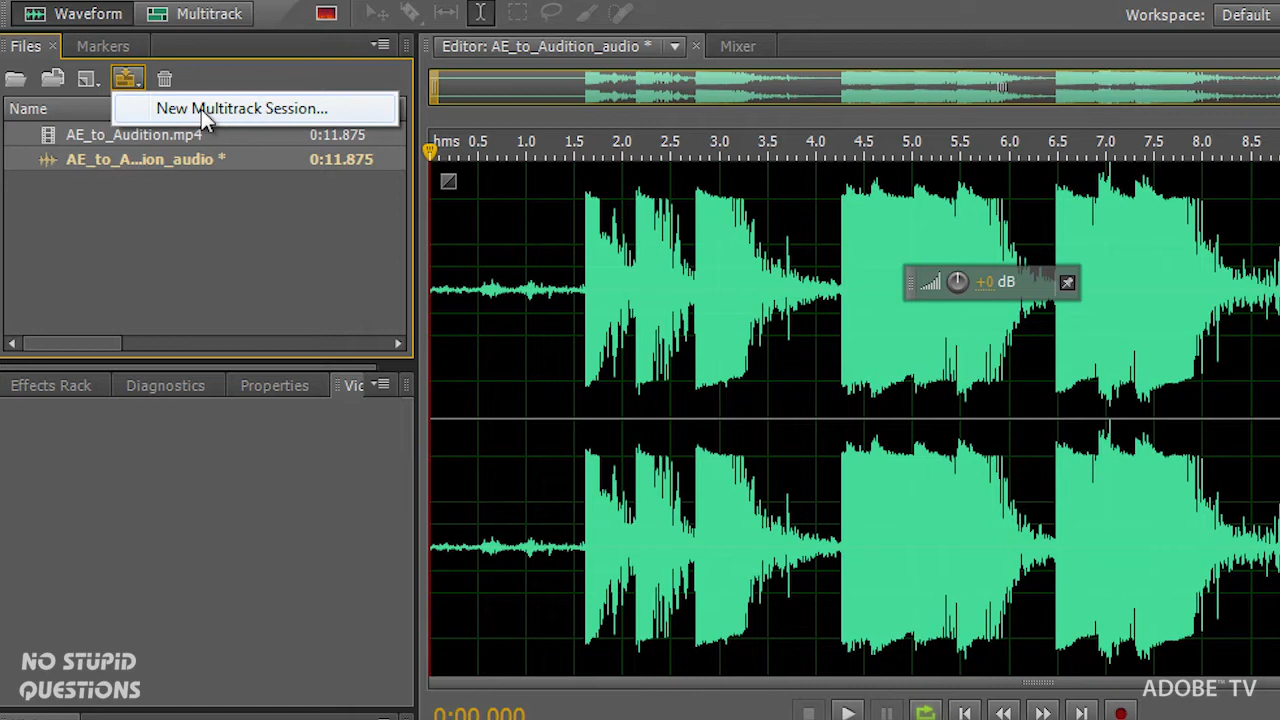 Waveform Multitrack Workspace: Default
Files × Markers Editor: AE_to_Audition_audio * × Mixer
New Multitrack Session...
Name
AE_to_Audition.mp4 0:11.875
AE_to_A...ion_audio * 0:11.875
hms 0.5 1.0 1.5 2.0 2.5 3.0 3.5 4.0 4.5 5.0 5.5 6.0 6.5 7.0 7.5 8.0 8.5
+0 dB
Effects Rack Diagnostics Properties Vic
NO STUPID
QUESTIONS
ADOBE™ TV
0:00.000